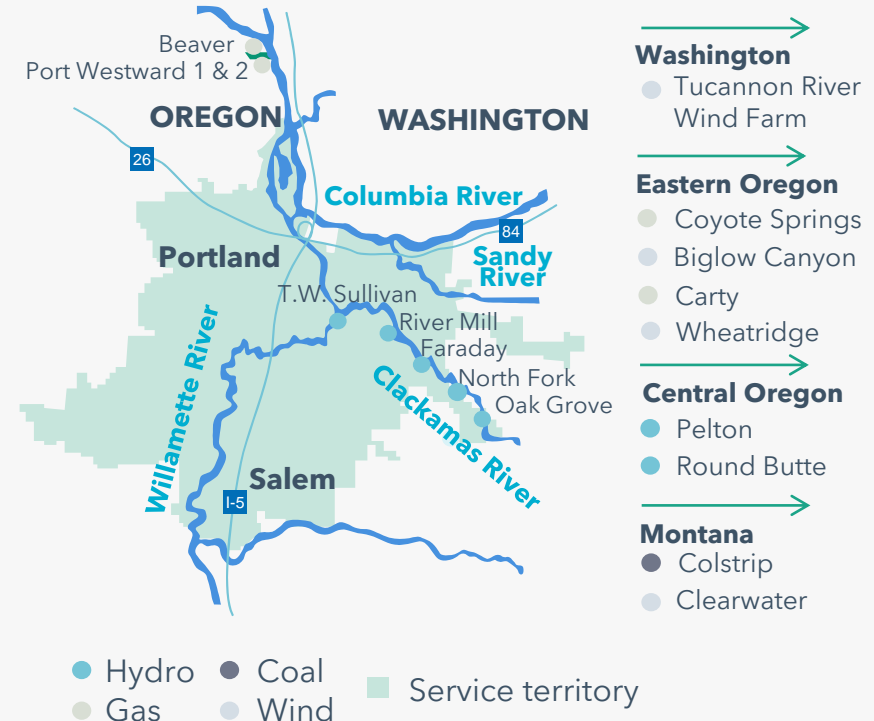 Beaver
Port Westward 1 & 2
OREGON
WASHINGTON
26
Columbia River
84
Portland
Sandy
River
T.W. Sullivan
River Mill
Faraday
North Fork
Oak Grove
Willamette River
Clackamas River
Salem
I-5
Washington
Tucannon River
Wind Farm
Eastern Oregon
Coyote Springs
Biglow Canyon
Carty
Wheatridge
Central Oregon
Pelton
Round Butte
Montana
Colstrip
Clearwater
Hydro
Coal
Service territory
Gas
Wind